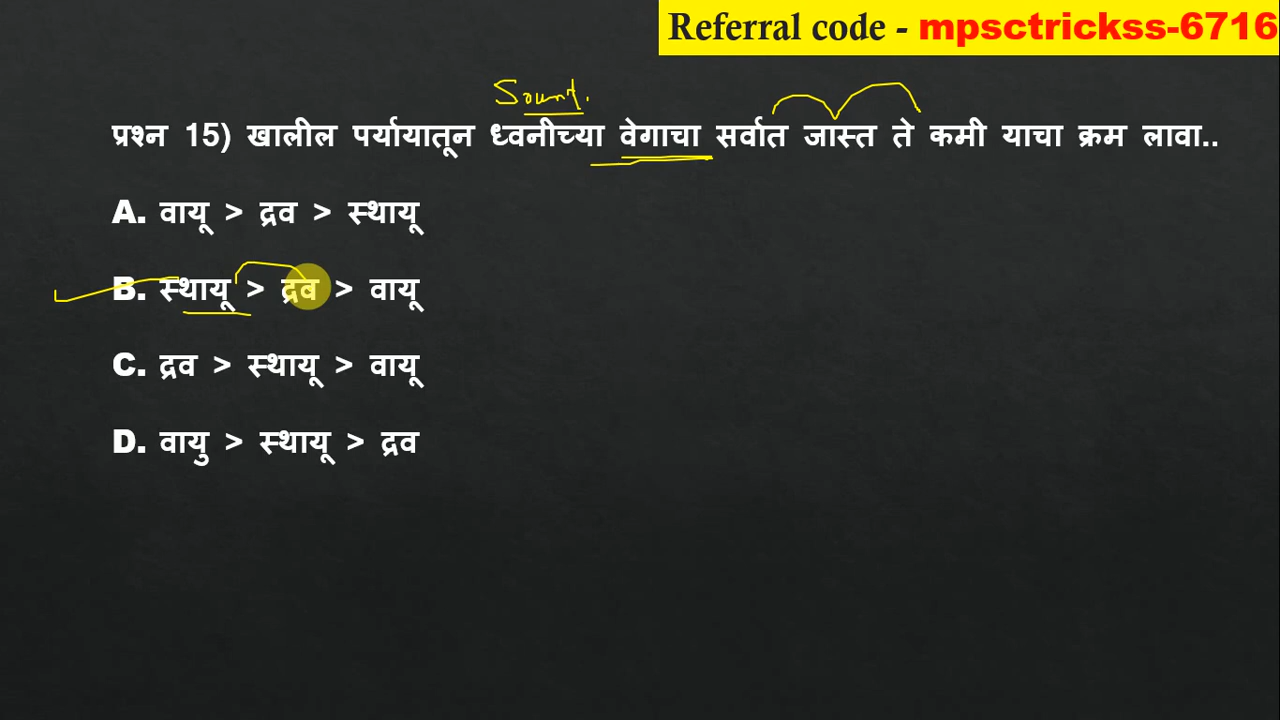 Referral code - mpsctrickss-6716
Sound.
प्रश्न 15) खालील पर्यायातून ध्वनीच्या वेगाचा सर्वात जास्त ते कमी याचा क्रम लावा..
A. वायू > द्रव > स्थायू
B. स्थायू > द्रव > वायू
C. द्रव > स्थायू > वायू
D. वायु > स्थायू > द्रव